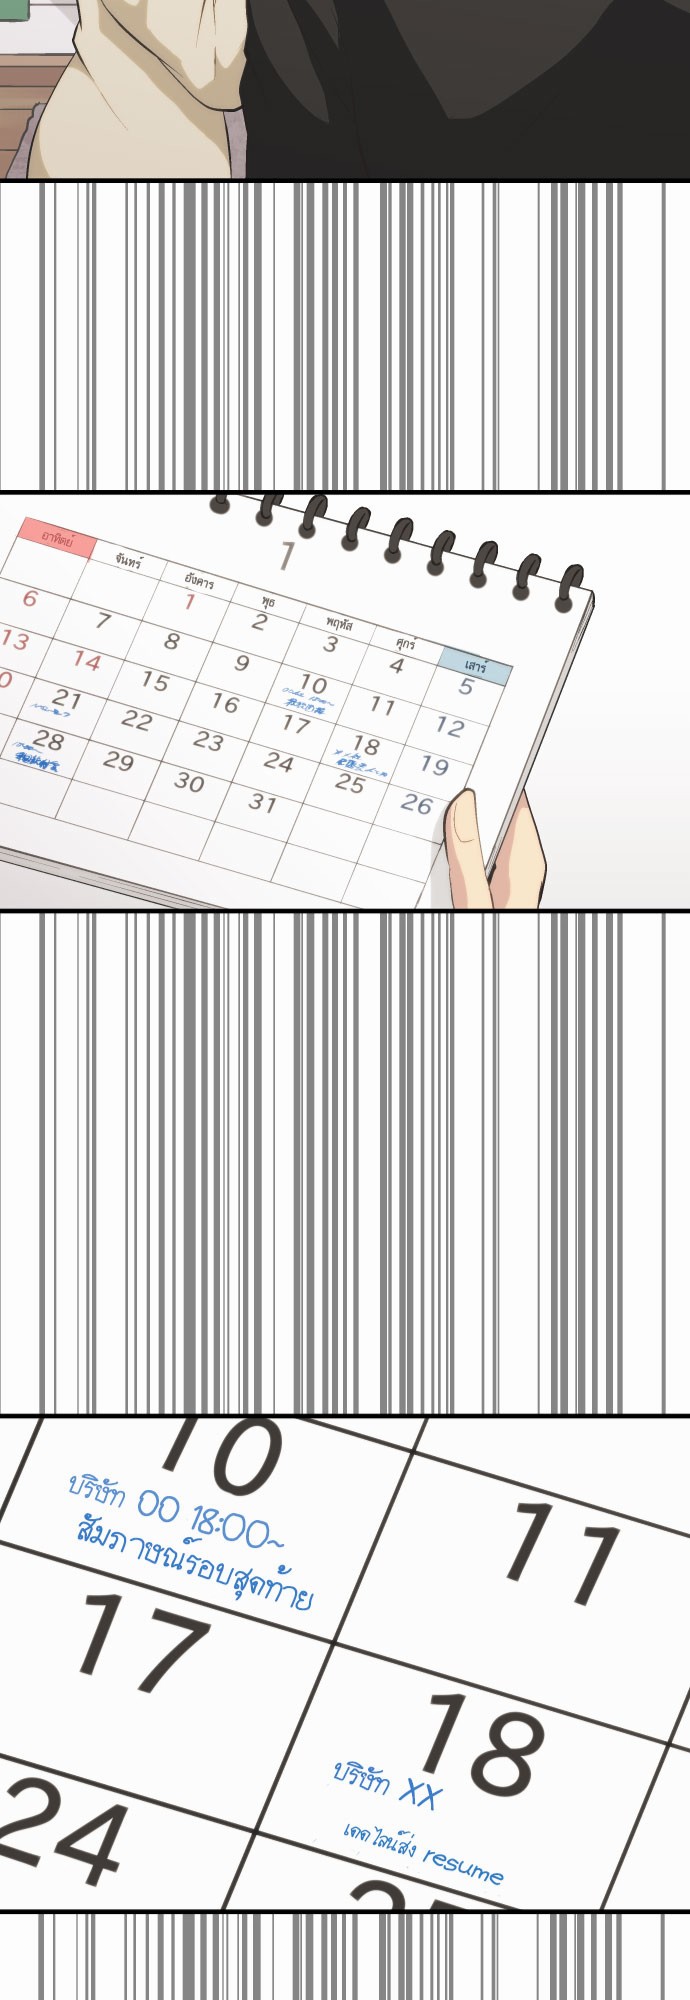 1
อาทิตย์ จันทร์ อังคาร พุธ พฤหัส ศุกร์ เสาร์
1 2 3 4 5
6 7 8 9 10 11 12
13 14 15 16 17 18 19
0 21 22 23 24 25 26
28 29 30 31
10 11
บริษัท 00 18:00~
สัมภาษณ์รอบสุดท้าย
17 18
บริษัท XX
เดดไลน์ส่ง resume
24